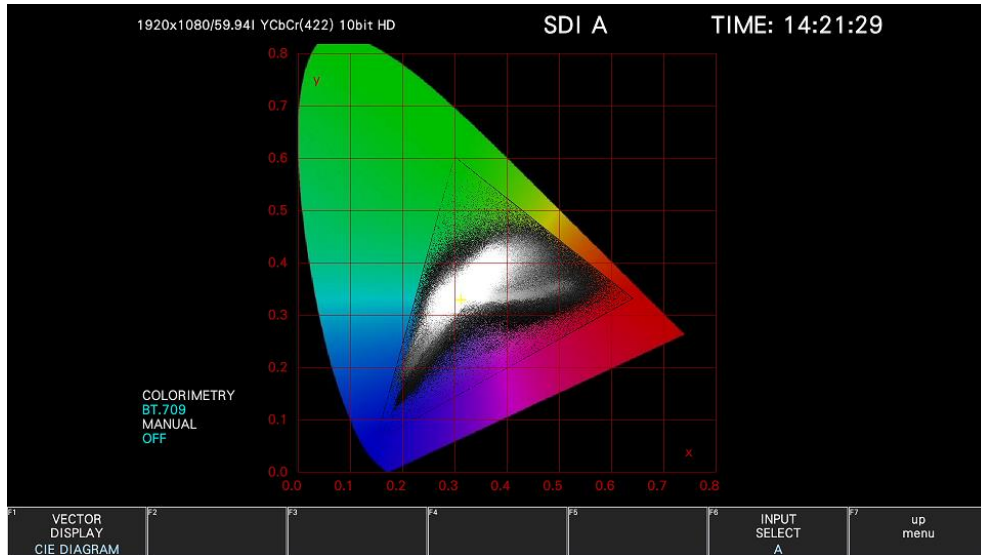 1920x1080/59.94I YCbCr(422) 10bit HD SDI A TIME: 14:21:29
0.8
y
0.7
0.6
0.5
0.4
0.3
0.2
COLORIMETRY
BT.709
MANUAL
OFF
0.1
x
0.0
0.0 0.1 0.2 0.3 0.4 0.5 0.6 0.7 0.8
F1 VECTOR DISPLAY CIE DIAGRAM
F2
F3
F4
F5
F6 INPUT SELECT A
F7 up menu